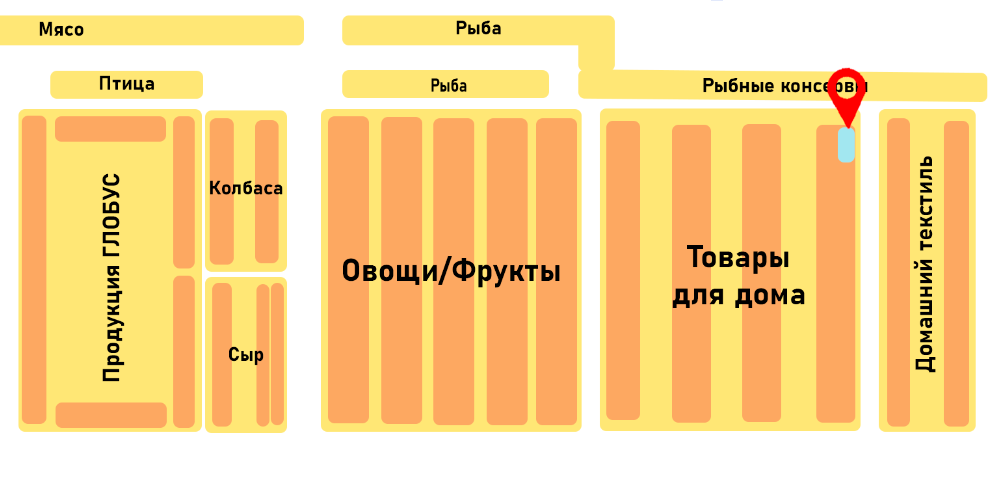 Мясо
Рыба
Птица
Рыба
Рыбные консервы
Продукция ГЛОБУС
Колбаса
Сыр
Овощи/Фрукты
Товары
для дома
Домашний текстиль